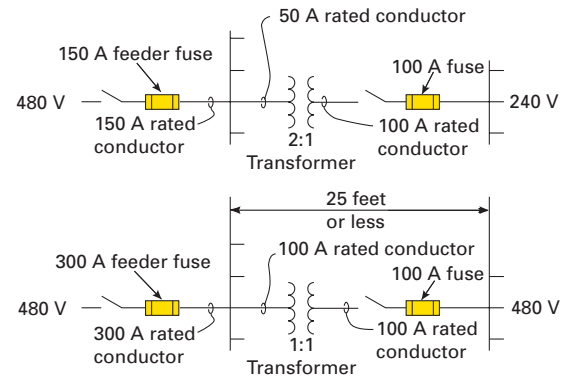 50 A rated conductor
150 A feeder fuse
100 A fuse
480 V
240 V
150 A rated
conductor
100 A rated
conductor
2:1
Transformer
25 feet
or less
100 A rated conductor
300 A feeder fuse
100 A fuse
480 V
480 V
300 A rated
conductor
100 A rated
conductor
1:1
Transformer